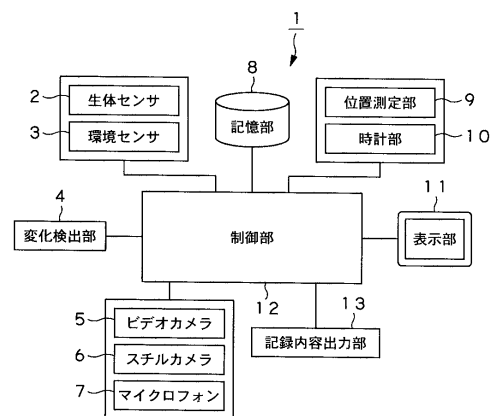 1
8
2
生体センサ
3
環境センサ
記憶部
位置測定部
9
時計部
10
4
変化検出部
制御部
11
表示部
12
13
5
ビデオカメラ
6
スチルカメラ
7
マイクロフォン
記録内容出力部